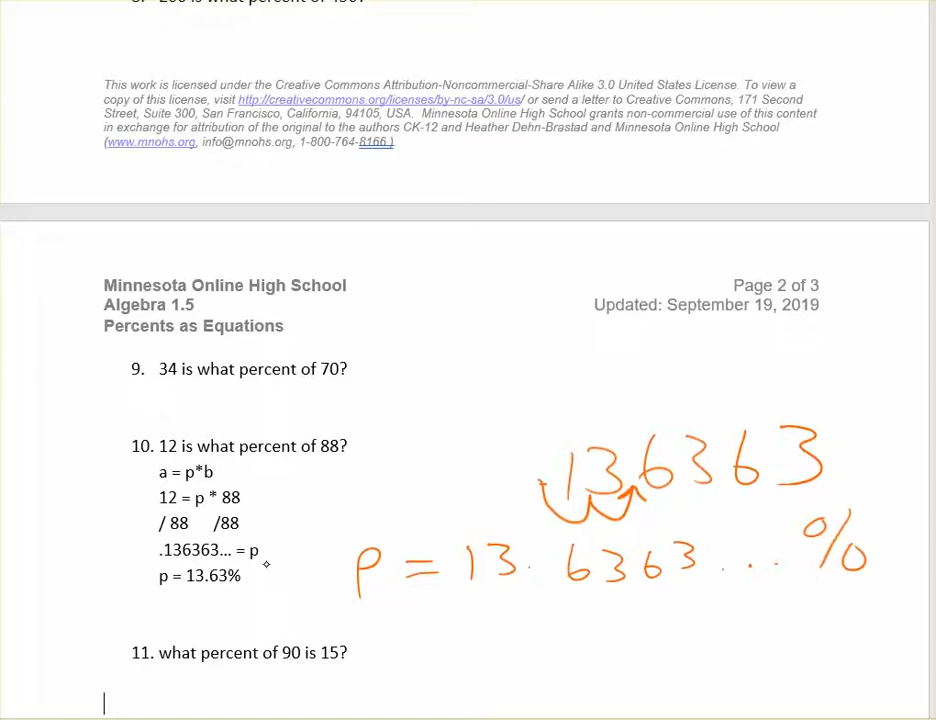 8. 200 is what percent of 450?
This work is licensed under the Creative Commons Attribution-Noncommercial-Share Alike 3.0 United States License. To view a
copy of this license, visit http://creativecommons.org/licenses/by-nc-sa/3.0/us/ or send a letter to Creative Commons, 171 Second
Street, Suite 300, San Francisco, California, 94105, USA.  Minnesota Online High School grants non-commercial use of this content
in exchange for attribution of the original to the authors CK-12 and Heather Dehn-Brastad and Minnesota Online High School
(www.mnohs.org, info@mnohs.org, 1-800-764-8166 )
Minnesota Online High School
Page 2 of 3
Algebra 1.5
Updated: September 19, 2019
Percents as Equations
9. 34 is what percent of 70?
10. 12 is what percent of 88?
a = p*b
12 = p * 88
/ 88 /88
.136363... = p
p = 13.63%
.136363
p = 13.6363... %
11. what percent of 90 is 15?